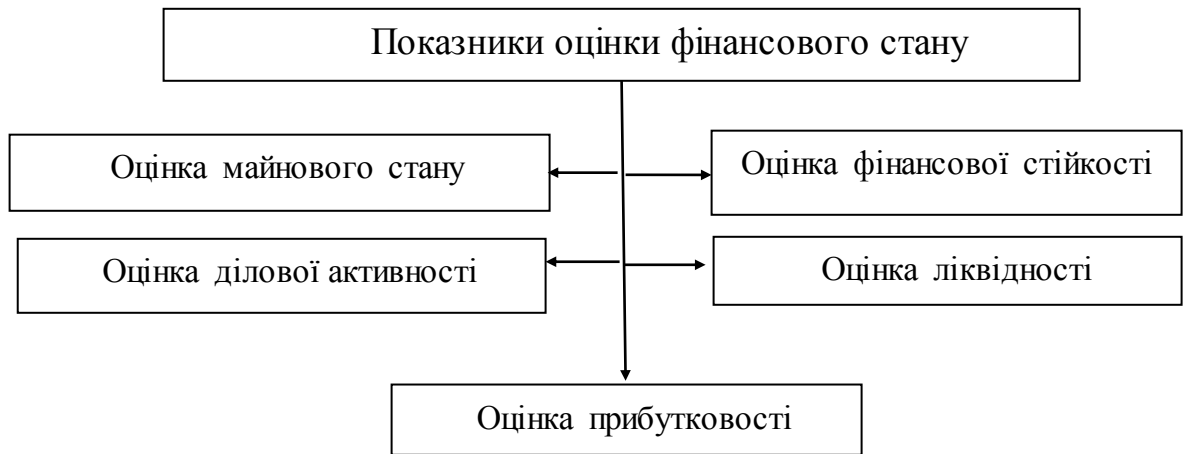 Показники оцінки фінансового стану
Оцінка майнового стану
Оцінка фінансової стійкості
Оцінка ділової активності
Оцінка ліквідності
Оцінка прибутковості